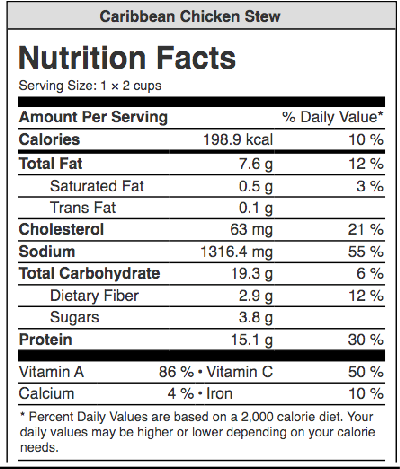 Caribbean Chicken Stew
Nutrition Facts
Serving Size: 1 × 2 cups
Amount Per Serving % Daily Value*
Calories 198.9 kcal 10 %
Total Fat 7.6 g 12 %
Saturated Fat 0.5 g 3 %
Trans Fat 0.1 g
Cholesterol 63 mg 21 %
Sodium 1316.4 mg 55 %
Total Carbohydrate 19.3 g 6 %
Dietary Fiber 2.9 g 12 %
Sugars 3.8 g
Protein 15.1 g 30 %
Vitamin A 86 % • Vitamin C 50 %
Calcium 4 % • Iron 10 %
* Percent Daily Values are based on a 2,000 calorie diet. Your
daily values may be higher or lower depending on your calorie
needs.